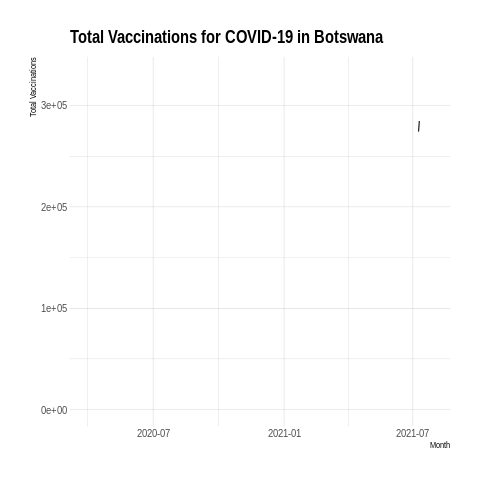 Total Vaccinations for COVID-19 in Botswana
Total Vaccinations
3e+05
2e+05
1e+05
0e+00
2020-07
2021-01
2021-07
Month